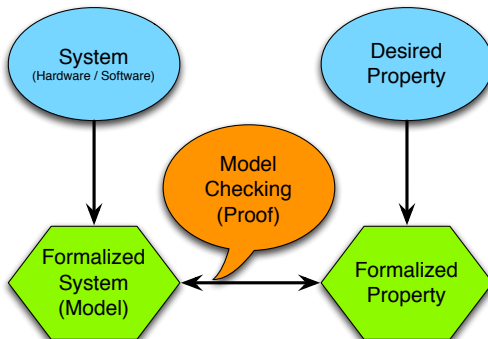 System
(Hardware / Software)
Desired
Property
Model
Checking
(Proof)
Formalized
System
(Model)
Formalized
Property